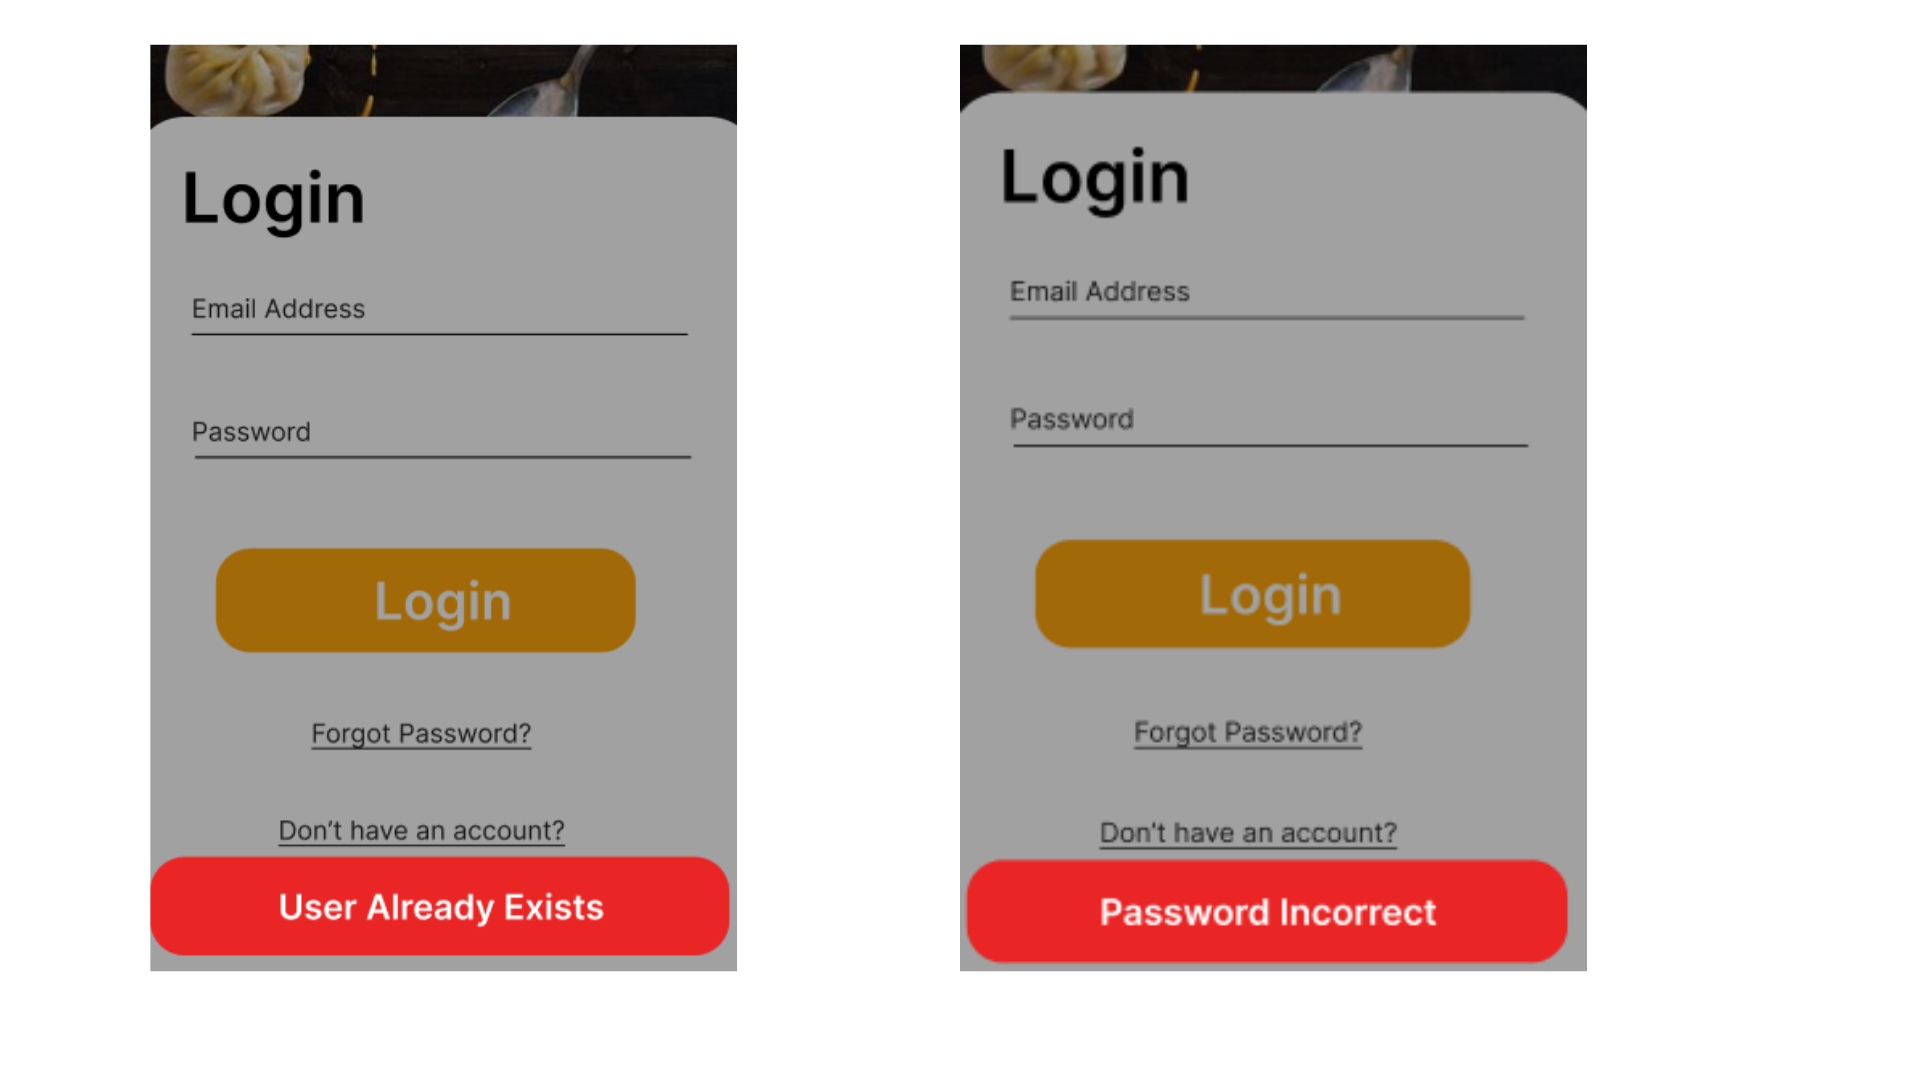 Login
Email Address
Password
Login
Forgot Password?
Don't have an account?
User Already Exists
Login
Email Address
Password
Login
Forgot Password?
Don't have an account?
Password Incorrect